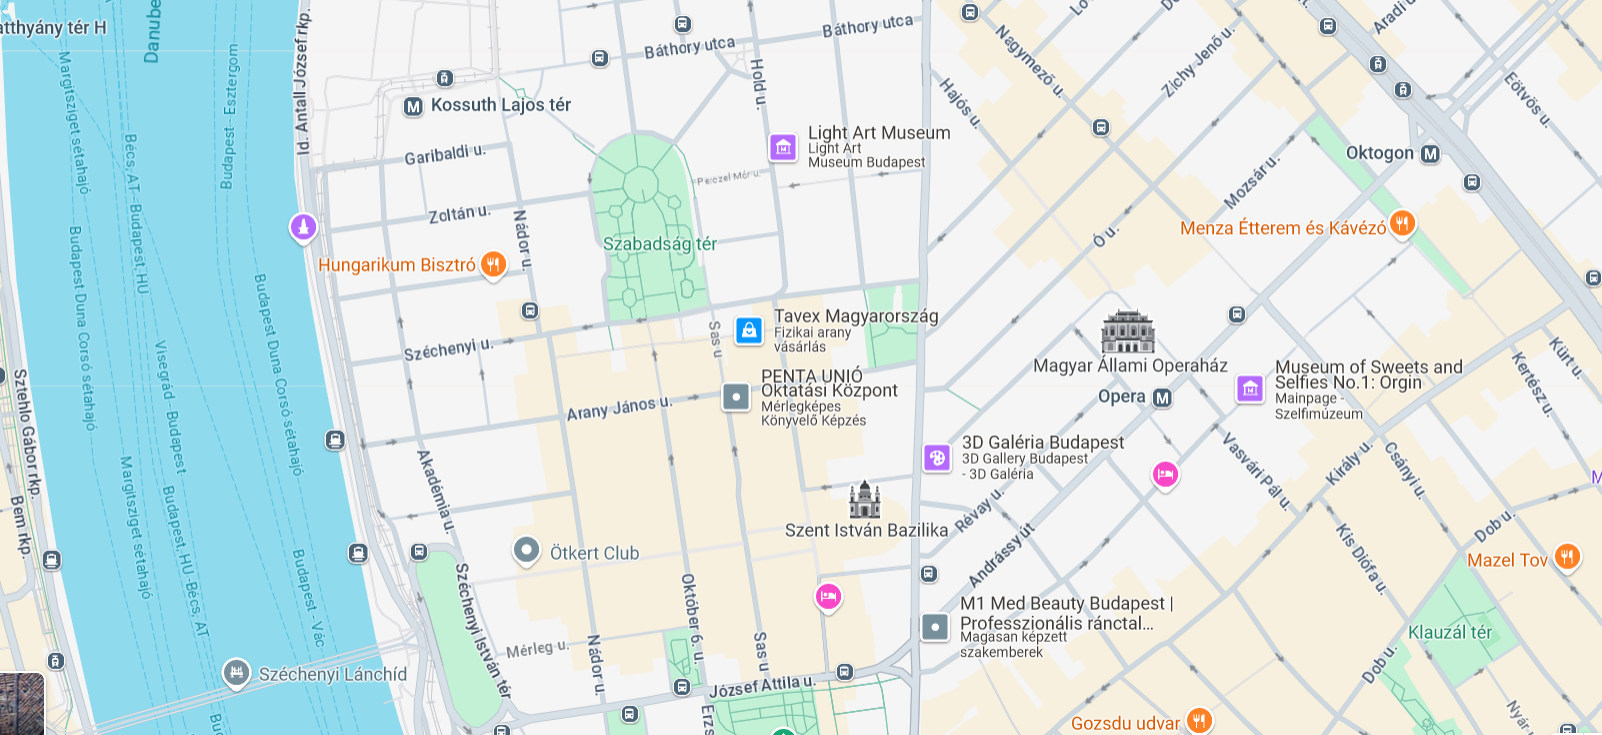 atthyány tér H
Danube
Id. Antall József rkp.
Margitsziget sétahajó
Budapest - Esztergom
Bécs, AT - Budapest, HU
Budapest Duna Corsó sétahajó
Budapest Duna Corsó sétahajó
Visegrád - Budapest
Margitsziget sétahajó
Budapest, HU-Bécs, AT
Budapest - Vác
Bud
Sztehlo Gábor rkp.
Bem rkp.
Báthory utca
Báthory utca
Hold u.
Kossuth Lajos tér
Garibaldi u.
Zoltán u.
Nádor u.
Hungarikum Bisztró
Széchenyi u.
Szabadság tér
Perczel Mór u.
Light Art Museum
Light Art
Museum Budapest
Tavex Magyarország
Fizikai arany
vásárlás
Sas u
PENTA UNIÓ
Oktatási Központ
Mérlegképes
Könyvelő Képzés
Arany János u.
Akadémia u.
Ötkert Club
Széchenyi István tér
Október 6. u.
Mérleg u.
Nádor u.
Sas u
József Attila u.
Erzs
Széchenyi Lánchíd
Szent István Bazilika
3D Galéria Budapest
3D Gallery Budapest
- 3D Galéria
Révay u.
Andrássy út
M1 Med Beauty Budapest |
Professzionális ránctal…
Magasan képzett
szakemberek
Gozsdu udvar
Hajós u.
Nagymező u.
Zichy Jenő u.
Aradi u.
Eötvös u.
Oktogon
Mozsár u.
Ó u.
Menza Étterem és Kávézó
Magyar Állami Operaház
Opera
Museum of Sweets and
Selfies No.1: Orgin
Mainpage -
Szelfimúzeum
Vasvári Pál u.
Király u.
Csányi u.
Kertész u.
Kürt u.
Kis Diófa u.
Dob u.
Mazel Tov
Klauzál tér
Dob u.
Nyár